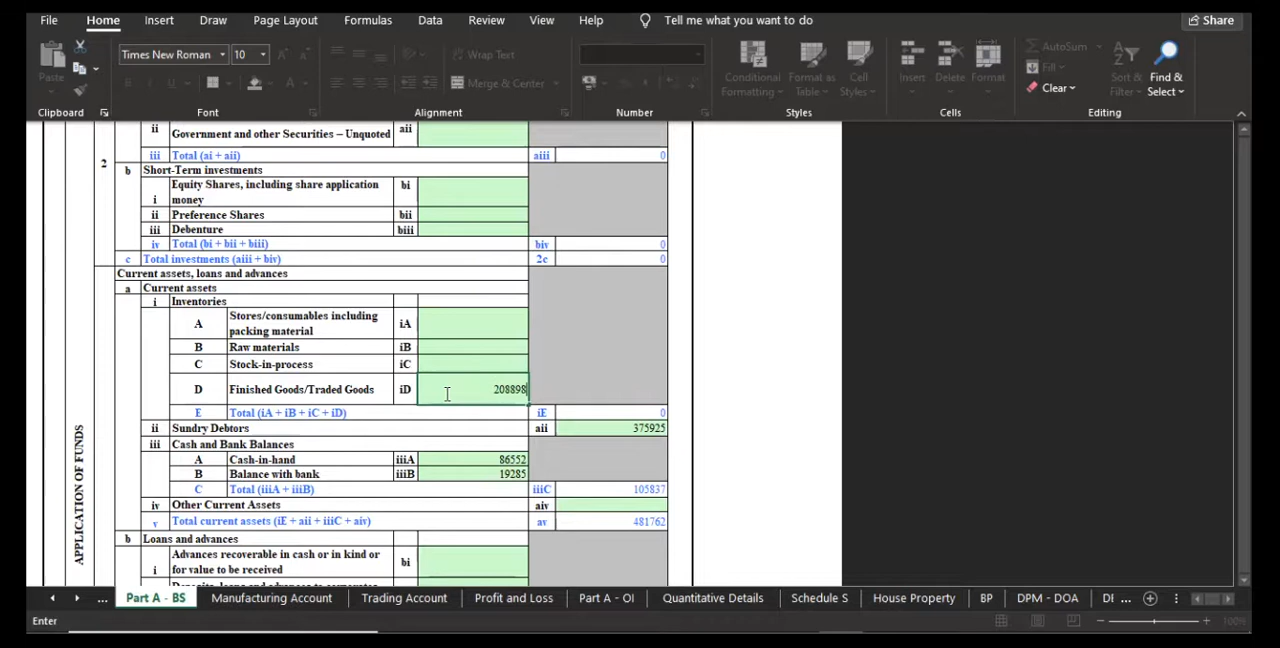 File Home Insert Draw Page Layout Formulas Data Review View Help Tell me what you want to do Share
Times New Roman 10 Wrap Text AutoSum
Paste Merge & Center Conditional Formatting Format as Table Cell Styles Insert Delete Format Fill Sort & Filter Find & Select
Clear
Clipboard Font Alignment Number Styles Cells Editing
ii Government and other Securities – Unquoted aii
iii Total (ai + aii) aiii 0
2
b Short-Term investments
i Equity Shares, including share application money bi
ii Preference Shares bii
iii Debenture biii
iv Total (bi + bii + biii) biv 0
c Total investments (aiii + biv) 2c 0
Current assets, loans and advances
a Current assets
i Inventories
A Stores/consumables including packing material iA
B Raw materials iB
C Stock-in-process iC
D Finished Goods/Traded Goods iD 208898
E Total (iA + iB + iC + iD) iE 0
ii Sundry Debtors aii 375925
iii Cash and Bank Balances
A Cash-in-hand iiiA 86552
B Balance with bank iiiB 19285
C Total (iiiA + iiiB) iiiC 105837
iv Other Current Assets aiv
v Total current assets (iE + aii + iiiC + aiv) av 481762
APPLICATION OF FUNDS
b Loans and advances
i Advances recoverable in cash or in kind or for value to be received bi
... Part A - BS Manufacturing Account Trading Account Profit and Loss Part A - OI Quantitative Details Schedule S House Property BP DPM - DOA DE ...
Enter 100%